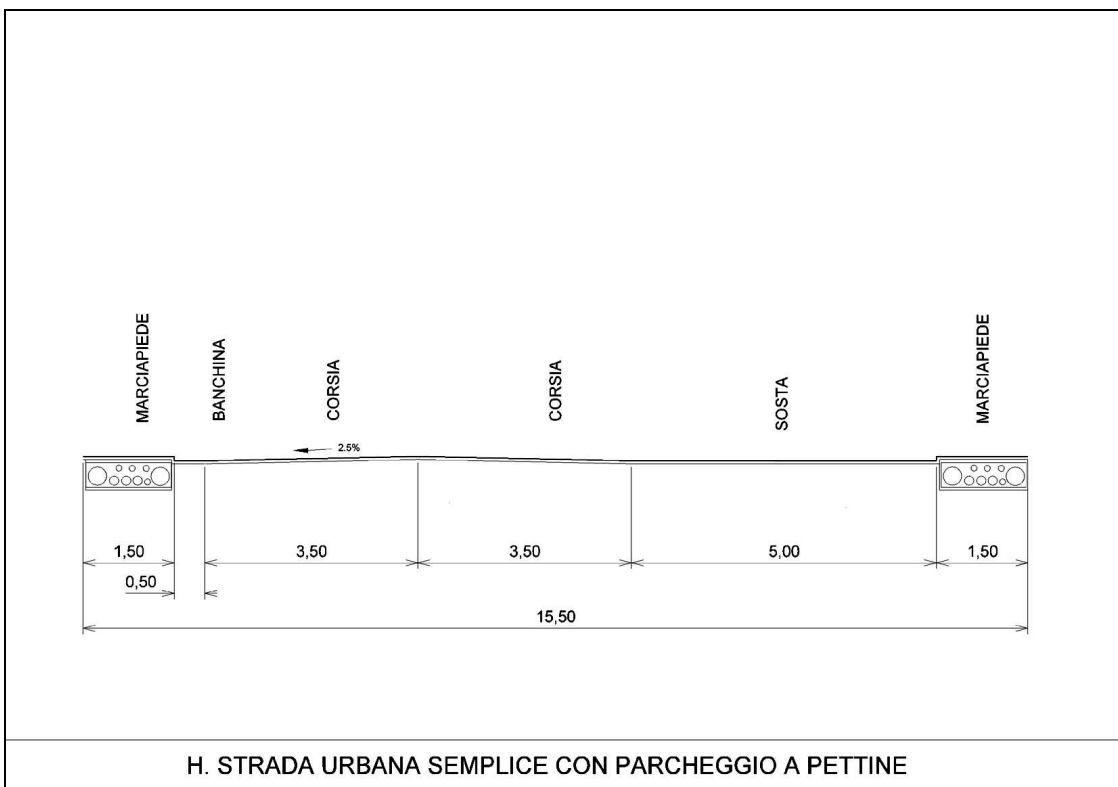 MARCIAPIEDE
BANCHINA
CORSIA
CORSIA
SOSTA
MARCIAPIEDE
2.5%
1,50
3,50
3,50
5,00
1,50
0,50
15,50
H. STRADA URBANA SEMPLICE CON PARCHEGGIO A PETTINE